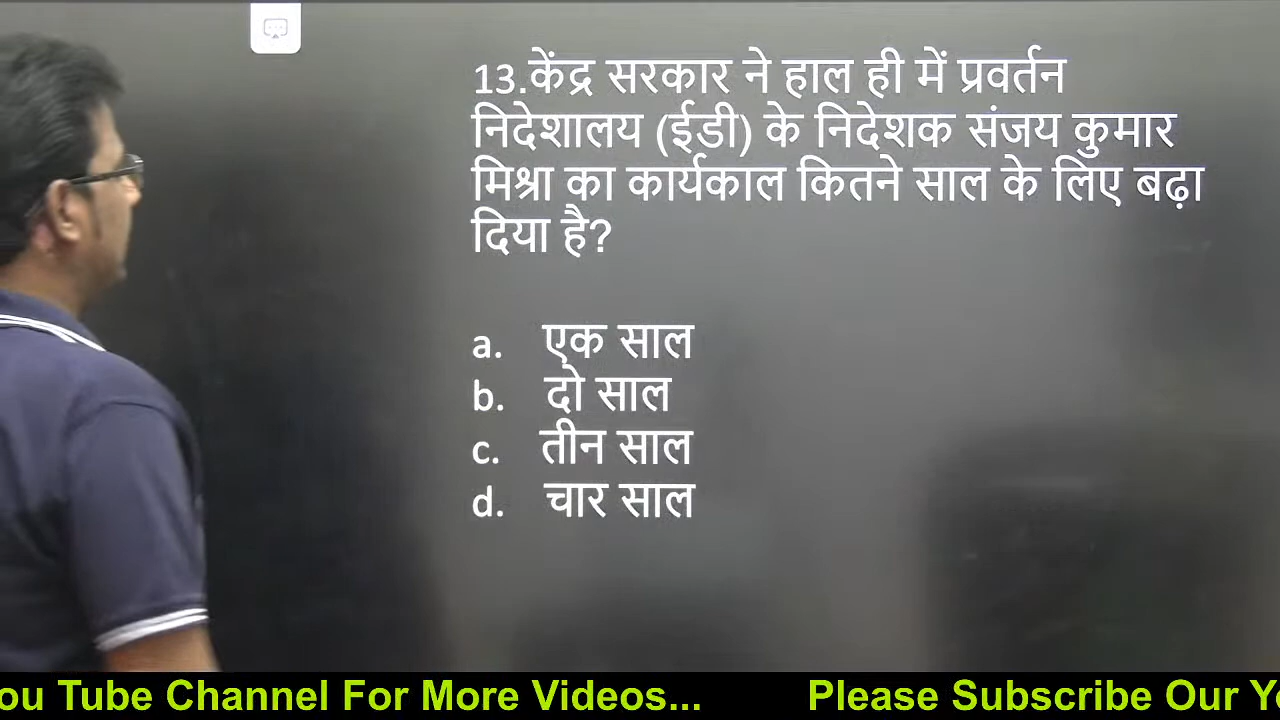 13.केंद्र सरकार ने हाल ही में प्रवर्तन
निदेशालय (ईडी) के निदेशक संजय कुमार
मिश्रा का कार्यकाल कितने साल के लिए बढ़ा
दिया है?
a. एक साल
b. दो साल
c. तीन साल
d. चार साल
ou Tube Channel For More Videos... Please Subscribe Our Yo